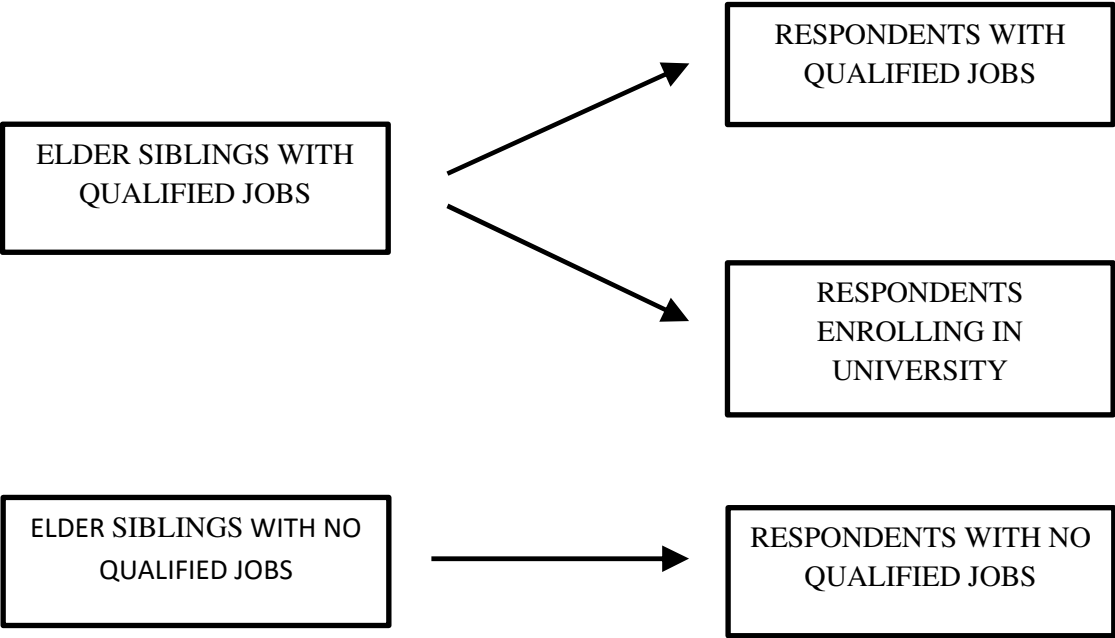 RESPONDENTS WITH
QUALIFIED JOBS
ELDER SIBLINGS WITH
QUALIFIED JOBS
RESPONDENTS
ENROLLING IN
UNIVERSITY
ELDER SIBLINGS WITH NO
QUALIFIED JOBS
RESPONDENTS WITH NO
QUALIFIED JOBS